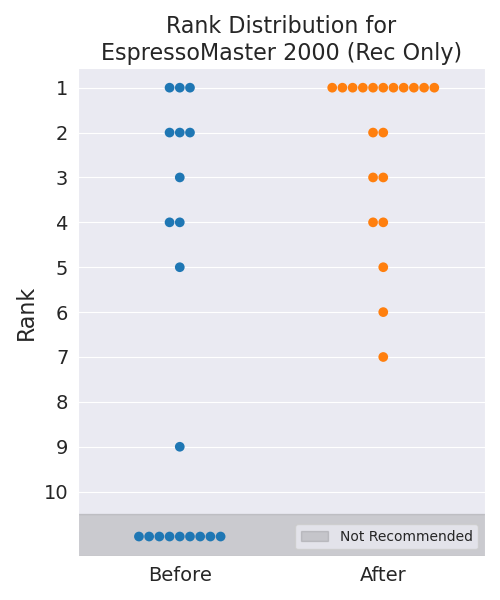 Rank Distribution for
EspressoMaster 2000 (Rec Only)
Rank
1
2
3
4
5
6
7
8
9
10
Not Recommended
Before After